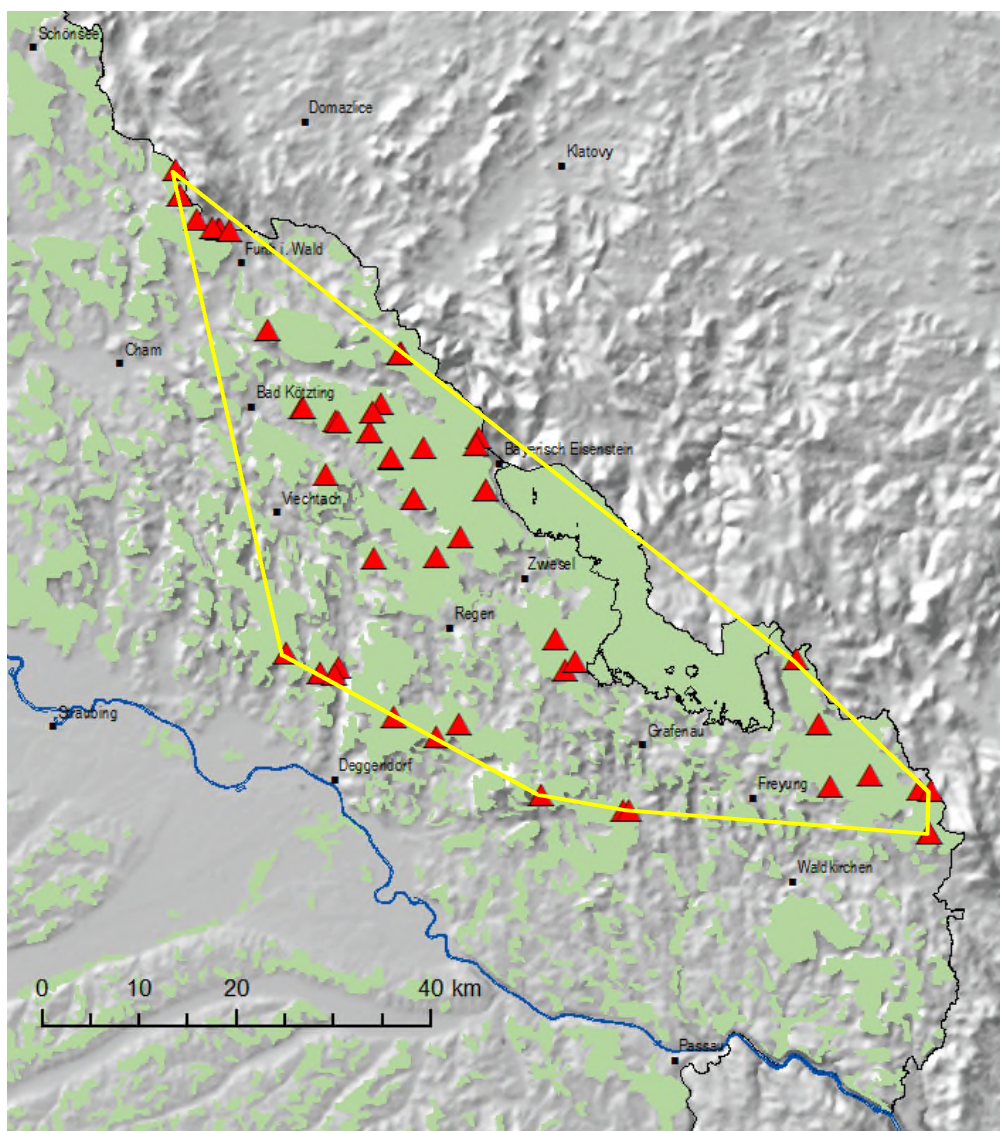 Schönsee
Domazlice
Klatovy
Furth i. Wald
Cham
Bad Kötzting
Bayerisch Eisenstein
Viechtach
Zwiesel
Regen
Straubing
Grafenau
Deggendorf
Freyung
Waldkirchen
0 10 20 40 km
Passau